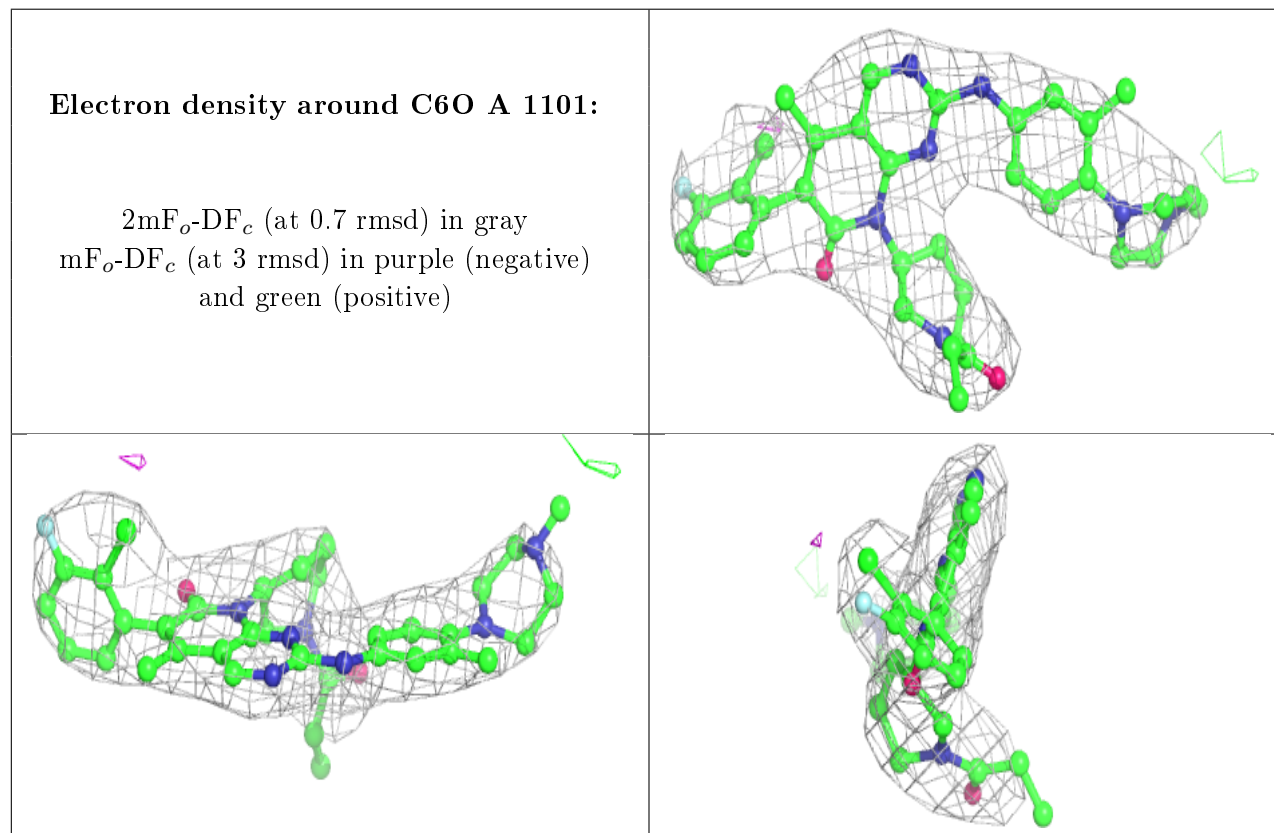 Electron density around C6O A 1101:
2mFo-DFc (at 0.7 rmsd) in gray
mFo-DFc (at 3 rmsd) in purple (negative)
and green (positive)